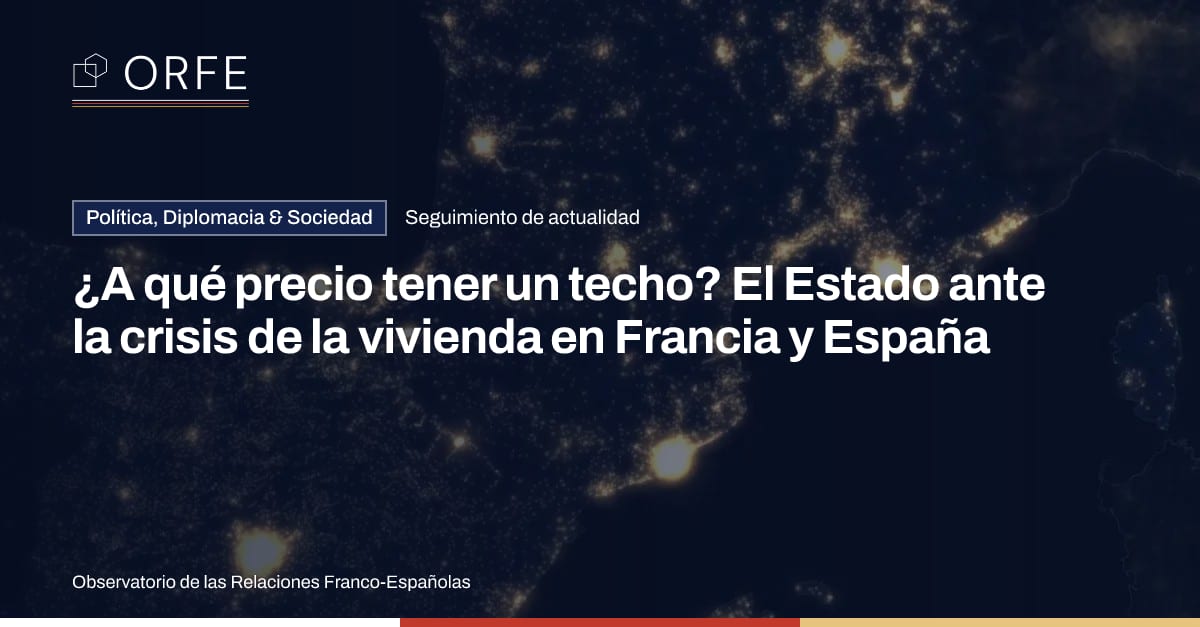 ORFE
Política, Diplomacia & Sociedad
Seguimiento de actualidad
¿A qué precio tener un techo? El Estado ante
la crisis de la vivienda en Francia y España
Observatorio de las Relaciones Franco-Españolas